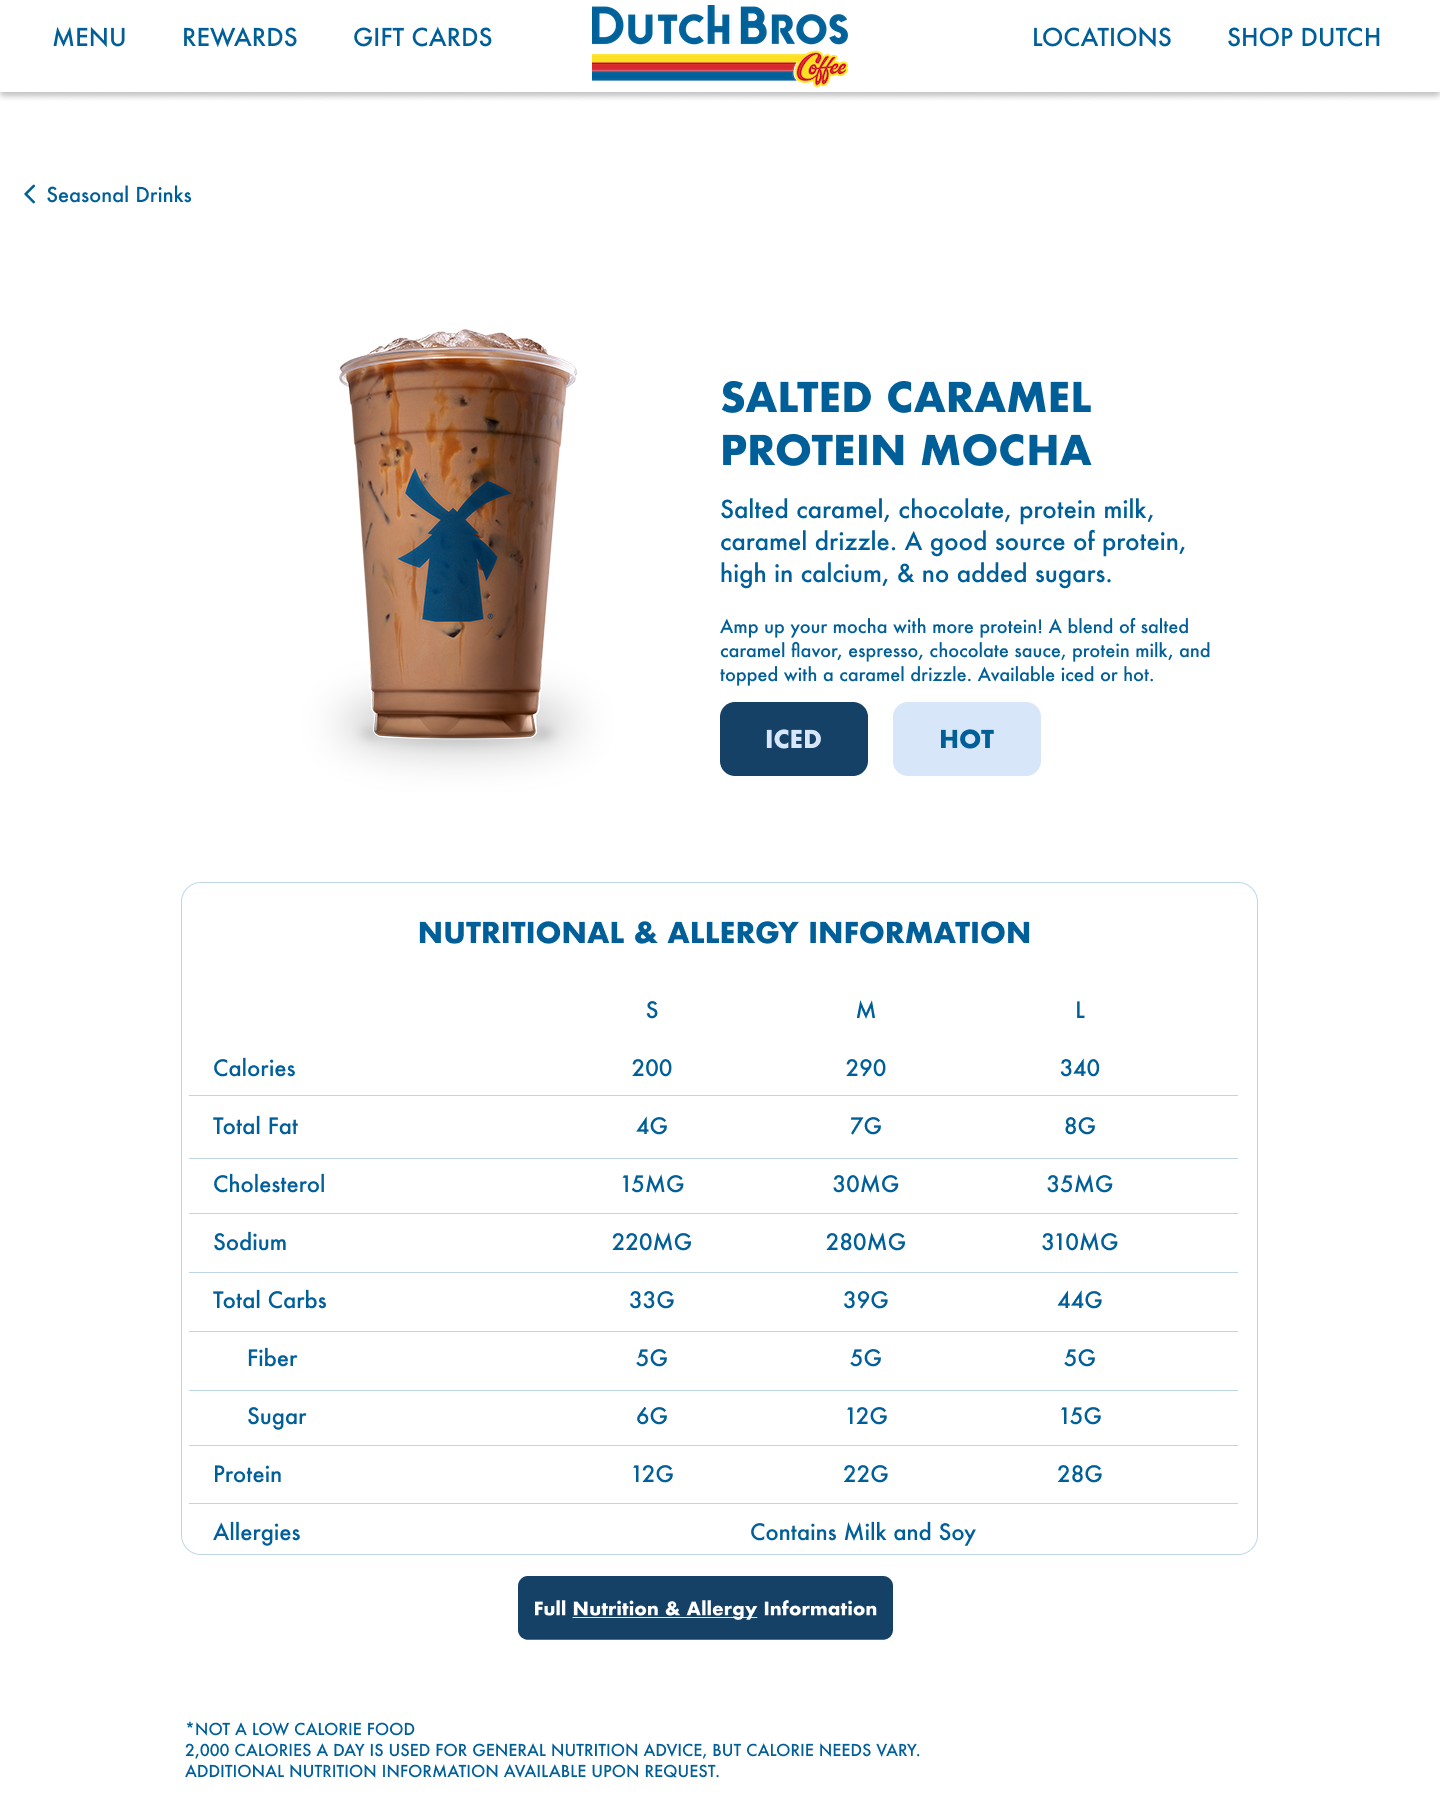 MENU REWARDS GIFT CARDS DUTCH BROS Coffee LOCATIONS SHOP DUTCH
Seasonal Drinks
SALTED CARAMEL
PROTEIN MOCHA
Salted caramel, chocolate, protein milk,
caramel drizzle. A good source of protein,
high in calcium, & no added sugars.
Amp up your mocha with more protein! A blend of salted
caramel flavor, espresso, chocolate sauce, protein milk, and
topped with a caramel drizzle. Available iced or hot.
ICED HOT
NUTRITIONAL & ALLERGY INFORMATION
S M L
Calories 200 290 340
Total Fat 4G 7G 8G
Cholesterol 15MG 30MG 35MG
Sodium 220MG 280MG 310MG
Total Carbs 33G 39G 44G
Fiber 5G 5G 5G
Sugar 6G 12G 15G
Protein 12G 22G 28G
Allergies Contains Milk and Soy
Full Nutrition & Allergy Information
*NOT A LOW CALORIE FOOD
2,000 CALORIES A DAY IS USED FOR GENERAL NUTRITION ADVICE, BUT CALORIE NEEDS VARY.
ADDITIONAL NUTRITION INFORMATION AVAILABLE UPON REQUEST.